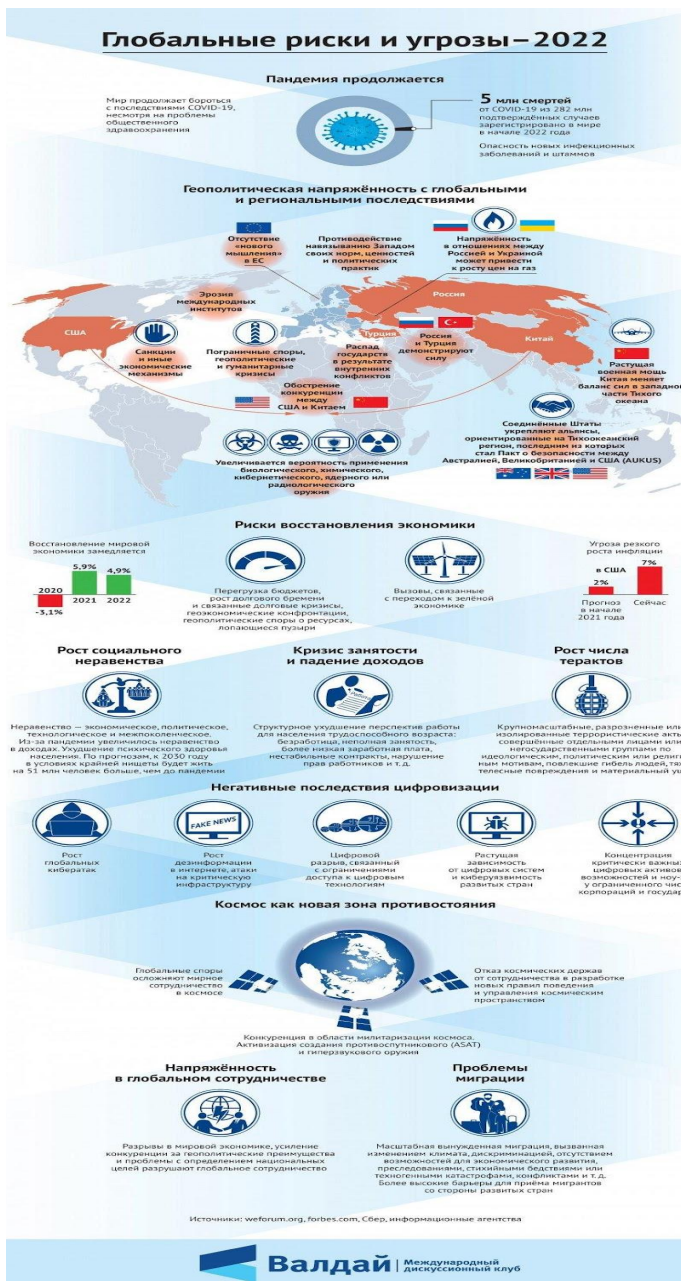 Глобальные риски и угрозы–2022
Пандемия продолжается
Мир продолжает бороться
с последствиями COVID-19,
несмотря на проблемы
общественного
здравоохранения
5 млн смертей
от COVID-19 из 282 млн
подтверждённых случаев
зарегистрировано в мире
в начале 2022 года
Опасность новых инфекционных
заболеваний и штаммов
Геополитическая напряжённость с глобальными
и региональными последствиями
Отсутствие
«нового
мышления»
в ЕС
Противодействие
навязыванию Западом
своих норм, ценностей
и политических
практик
Напряжённость
в отношениях между
Россией и Украиной
может привести
к росту цен на газ
Эрозия
международных
институтов
Россия
США
Турция
Китай
Санкции
и иные
экономические
механизмы
Пограничные споры,
геополитические
и гуманитарные
кризисы
Распад
государств
в результате
внутренних
конфликтов
Россия
и Турция
демонстрируют
силу
Растущая
военная мощь
Китая меняет
баланс сил в западной
части Тихого
океана
Обострение
конкуренции
между
США и Китаем
Соединённые Штаты
укрепляют альянсы,
ориентированные на Тихоокеанский
регион, последним из которых
стал Пакт о безопасности между
Австралией, Великобританией и США (AUKUS)
Увеличивается вероятность применения
биологического, химического,
кибернетического, ядерного или
радиологического
оружия
Риски восстановления экономики
Восстановление мировой
экономики замедляется
5,9%
4,9%
2020
2021
2022
-3,1%
Перегрузка бюджетов,
рост долгового бремени
и связанные долговые кризисы,
геоэкономические конфронтации,
геополитические споры о ресурсах,
лопающиеся пузыри
Вызовы, связанные
с переходом к зелёной
экономике
Угроза резкого
роста инфляции
в США
7%
2%
Прогноз
в начале
2021 года
Сейчас
Рост социального
неравенства
Неравенство — экономическое, политическое,
технологическое и межпоколенческое.
Из-за пандемии увеличилось неравенство
в доходах. Ухудшение психического здоровья
населения. По прогнозам, к 2030 году
в условиях крайней нищеты будет жить
на 51 млн человек больше, чем до пандемии
Кризис занятости
и падение доходов
Структурное ухудшение перспектив работы
для населения трудоспособного возраста:
безработица, неполная занятость,
более низкая заработная плата,
нестабильные контракты, нарушение
прав работников и т. д.
Рост числа
терактов
Крупномасштабные, разрозненные или
изолированные террористические акты
совершённые отдельными лицами или
негосударственными группами по
идеологическим, политическим или религи
ным мотивам, повлекшие гибель людей, тяж
телесные повреждения и материальный ущ
Негативные последствия цифровизации
FAKE NEWS
Рост
глобальных
кибератак
Рост
дезинформации
в интернете, атаки
на критическую
инфраструктуру
Цифровой
разрыв, связанный
с ограничениями
доступа к цифровым
технологиям
Растущая
зависимость
от цифровых систем
и киберуязвимость
развитых стран
Концентрация
критически важных
цифровых активов
возможностей и ноу-х
у ограниченного чис
корпораций и государ
Космос как новая зона противостояния
Глобальные споры
осложняют мирное
сотрудничество
в космосе
Отказ космических держав
от сотрудничества в разработке
новых правил поведения
и управления космическим
пространством
Конкуренция в области милитаризации космоса.
Активизация создания противоспутникового (ASAT)
и гиперзвукового оружия
Напряжённость
в глобальном сотрудничестве
Разрывы в мировой экономике, усиление
конкуренции за геополитические преимущества
и проблемы с определением национальных
целей разрушают глобальное сотрудничество
Проблемы
миграции
Масштабная вынужденная миграция, вызванная
изменением климата, дискриминацией, отсутствием
возможностей для экономического развития,
преследованиями, стихийными бедствиями или
техногенными катастрофами, конфликтами и т. д.
Более высокие барьеры для приёма мигрантов
со стороны развитых стран
Источники: weforum.org, forbes.com, Сбер, информационные агентства
Валдай | Международный
дискуссионный клуб